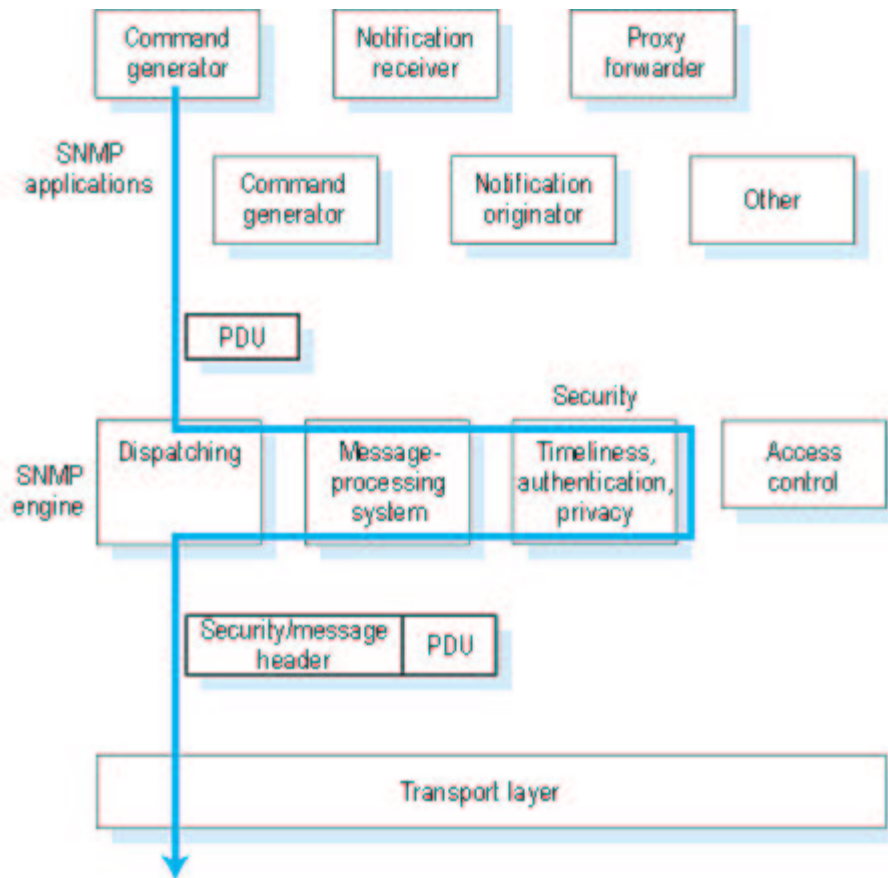 Command
generator
Notification
receiver
Proxy
forwarder
SNMP
applications
Command
generator
Notification
originator
Other
PDU
Security
SNMP
engine
Dispatching
Message-
processing
system
Timeliness,
authentication,
privacy
Access
control
Security/message
header
PDU
Transport layer